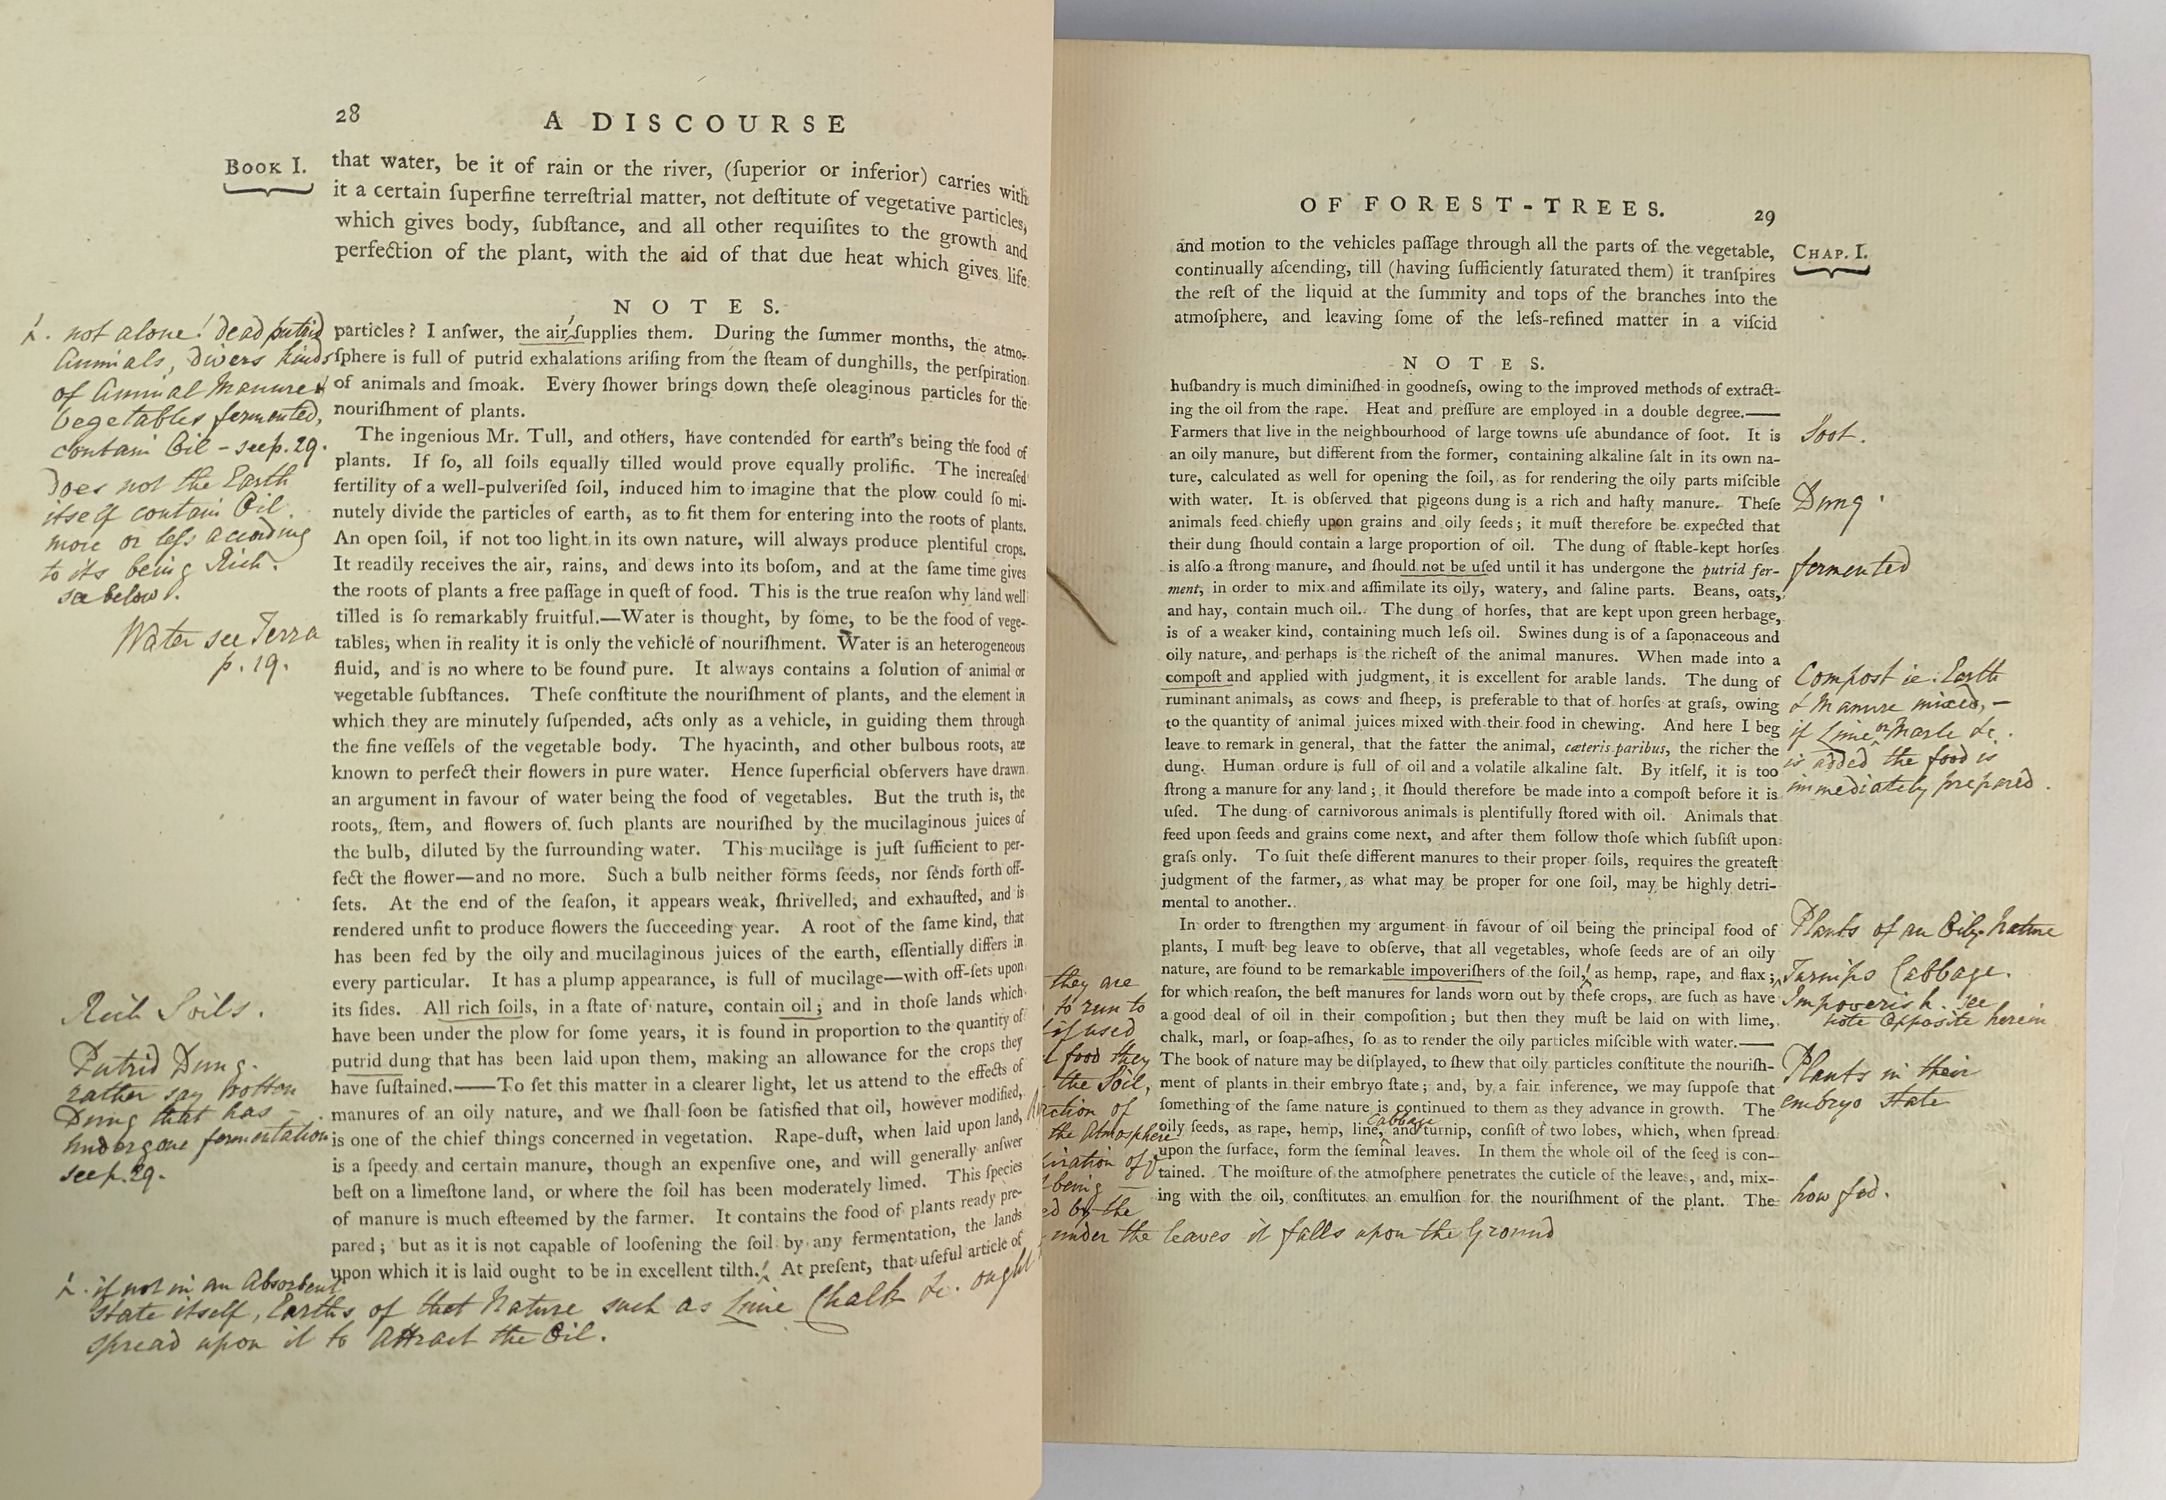 28
A DISCOURSE
Book I.
that water, be it of rain or the river, (ſuperior or inferior) carries with
it a certain ſuperfine terreſtrial matter, not deſtitute of vegetative particles,
which gives body, ſubſtance, and all other requiſites to the growth and
perfection of the plant, with the aid of that due heat which gives life
NOTES.
particles? I anſwer, the air ſupplies them. During the ſummer months, the atmo-
ſphere is full of putrid exhalations ariſing from the ſteam of dunghills, the perſpiration
of animals and ſmoak. Every ſhower brings down theſe oleaginous particles for the
nouriſhment of plants.
The ingenious Mr. Tull, and others, have contended for earth's being the food of
plants. If ſo, all ſoils equally tilled would prove equally prolific. The increaſed
fertility of a well-pulveriſed ſoil, induced him to imagine that the plow could ſo mi-
nutely divide the particles of earth, as to fit them for entering into the roots of plants.
An open ſoil, if not too light in its own nature, will always produce plentiful crops.
It readily receives the air, rains, and dews into its boſom, and at the ſame time gives
the roots of plants a free paſſage in queſt of food. This is the true reaſon why land well
tilled is ſo remarkably fruitful.—Water is thought, by ſome, to be the food of vege-
tables, when in reality it is only the vehicle of nouriſhment. Water is an heterogeneous
fluid, and is no where to be found pure. It always contains a ſolution of animal or
vegetable ſubſtances. Theſe conſtitute the nouriſhment of plants, and the element in
which they are minutely ſuſpended, acts only as a vehicle, in guiding them through
the fine veſſels of the vegetable body. The hyacinth, and other bulbous roots, are
known to perfect their flowers in pure water. Hence ſuperficial obſervers have drawn
an argument in favour of water being the food of vegetables. But the truth is, the
roots, ſtem, and flowers of ſuch plants are nouriſhed by the mucilaginous juices of
the bulb, diluted by the ſurrounding water. This mucilage is juſt ſufficient to per-
fect the flower—and no more. Such a bulb neither forms ſeeds, nor ſends forth off-
ſets. At the end of the ſeaſon, it appears weak, ſhrivelled, and exhauſted, and is
rendered unfit to produce flowers the ſucceeding year. A root of the ſame kind, that
has been fed by the oily and mucilaginous juices of the earth, eſſentially differs in
every particular. It has a plump appearance, is full of mucilage—with off-ſets upon
its ſides. All rich ſoils, in a ſtate of nature, contain oil; and in thoſe lands which
have been under the plow for ſome years, it is found in proportion to the quantity of
putrid dung that has been laid upon them, making an allowance for the crops they
have ſuſtained.——To ſet this matter in a clearer light, let us attend to the effects of
manures of an oily nature, and we ſhall ſoon be ſatisfied that oil, however modified,
is one of the chief things concerned in vegetation. Rape-duſt, when laid upon land,
is a ſpeedy and certain manure, though an expenſive one, and will generally anſwer
beſt on a limeſtone land, or where the ſoil has been moderately limed. This ſpecies
of manure is much eſteemed by the farmer. It contains the food of plants ready pre-
pared; but as it is not capable of looſening the ſoil by any fermentation, the lands
upon which it is laid ought to be in excellent tilth. At preſent, that uſeful article of
not alone! dead putrid
Animals, divers kinds
of Animal Manure &
Vegetables fermented,
contain Oil - see p. 29.
Does not the Earth
itself contain Oil
more or leſs according
to its being Rich.
see below.
Water see Terra
p. 19.
Rich Soils.
Putrid Dung.
rather say Rotton
Dung that has
undergone fermentation
see p. 29.
if not in an Absorbent
State itself, Earths of that Nature such as Lime Chalk &c. ought
spread upon it to attract the Oil.
OF FOREST-TREES.
29
Chap. I.
and motion to the vehicles paſſage through all the parts of the vegetable,
continually aſcending, till (having ſufficiently ſaturated them) it tranſpires
the reſt of the liquid at the ſummity and tops of the branches into the
atmoſphere, and leaving ſome of the leſs-refined matter in a viſcid
NOTES.
huſbandry is much diminiſhed in goodneſs, owing to the improved methods of extract-
ing the oil from the rape. Heat and preſſure are employed in a double degree.——
Farmers that live in the neighbourhood of large towns uſe abundance of ſoot. It is
an oily manure, but different from the former, containing alkaline ſalt in its own na-
ture, calculated as well for opening the ſoil, as for rendering the oily parts miſcible
with water. It is obſerved that pigeons dung is a rich and haſty manure. Theſe
animals feed chiefly upon grains and oily ſeeds; it muſt therefore be expected that
their dung ſhould contain a large proportion of oil. The dung of ſtable-kept horſes
is alſo a ſtrong manure, and ſhould not be uſed until it has undergone the putrid fer-
ment, in order to mix and aſſimilate its oily, watery, and ſaline parts. Beans, oats,
and hay, contain much oil. The dung of horſes, that are kept upon green herbage,
is of a weaker kind, containing much leſs oil. Swines dung is of a ſaponaceous and
oily nature, and perhaps is the richeſt of the animal manures. When made into a
compoſt and applied with judgment, it is excellent for arable lands. The dung of
ruminant animals, as cows and ſheep, is preferable to that of horſes at graſs, owing
to the quantity of animal juices mixed with their food in chewing. And here I beg
leave to remark in general, that the fatter the animal, cæteris paribus, the richer the
dung. Human ordure is full of oil and a volatile alkaline ſalt. By itſelf, it is too
ſtrong a manure for any land; it ſhould therefore be made into a compoſt before it is
uſed. The dung of carnivorous animals is plentifully ſtored with oil. Animals that
feed upon ſeeds and grains come next, and after them follow thoſe which ſubſiſt upon
graſs only. To ſuit theſe different manures to their proper ſoils, requires the greateſt
judgment of the farmer, as what may be proper for one ſoil, may be highly detri-
mental to another.
In order to ſtrengthen my argument in favour of oil being the principal food of
plants, I muſt beg leave to obſerve, that all vegetables, whoſe ſeeds are of an oily
nature, are found to be remarkable impoveriſhers of the ſoil, as hemp, rape, and flax;
for which reaſon, the beſt manures for lands worn out by theſe crops, are ſuch as have
a good deal of oil in their compoſition; but then they muſt be laid on with lime,
chalk, marl, or ſoap-aſhes, ſo as to render the oily particles miſcible with water.——
The book of nature may be diſplayed, to ſhew that oily particles conſtitute the nouriſh-
ment of plants in their embryo ſtate; and, by a fair inference, we may ſuppoſe that
ſomething of the ſame nature is continued to them as they advance in growth. The
Cabbage
oily ſeeds, as rape, hemp, line, and turnip, conſiſt of two lobes, which, when ſpread
upon the ſurface, form the ſeminal leaves. In them the whole oil of the ſeed is con-
tained. The moiſture of the atmoſphere penetrates the cuticle of the leaves, and, mix-
ing with the oil, conſtitutes an emulſion for the nouriſhment of the plant. The
Soot.
Dung.
fermented
Compost ie. Earth
& Manure mixed, -
if Lime or Marle &c.
is added the food is
immediately prepared.
Plants of an Oily Nature
Turnips Cabbage.
Impoverish. see
note opposite herein
Plants in their
embryo state
how fed.
they are
to run to
if used
food they
the Soil,
ction of
the Atmosphere
iration of
being
ed by the
under the leaves it falls upon the Ground